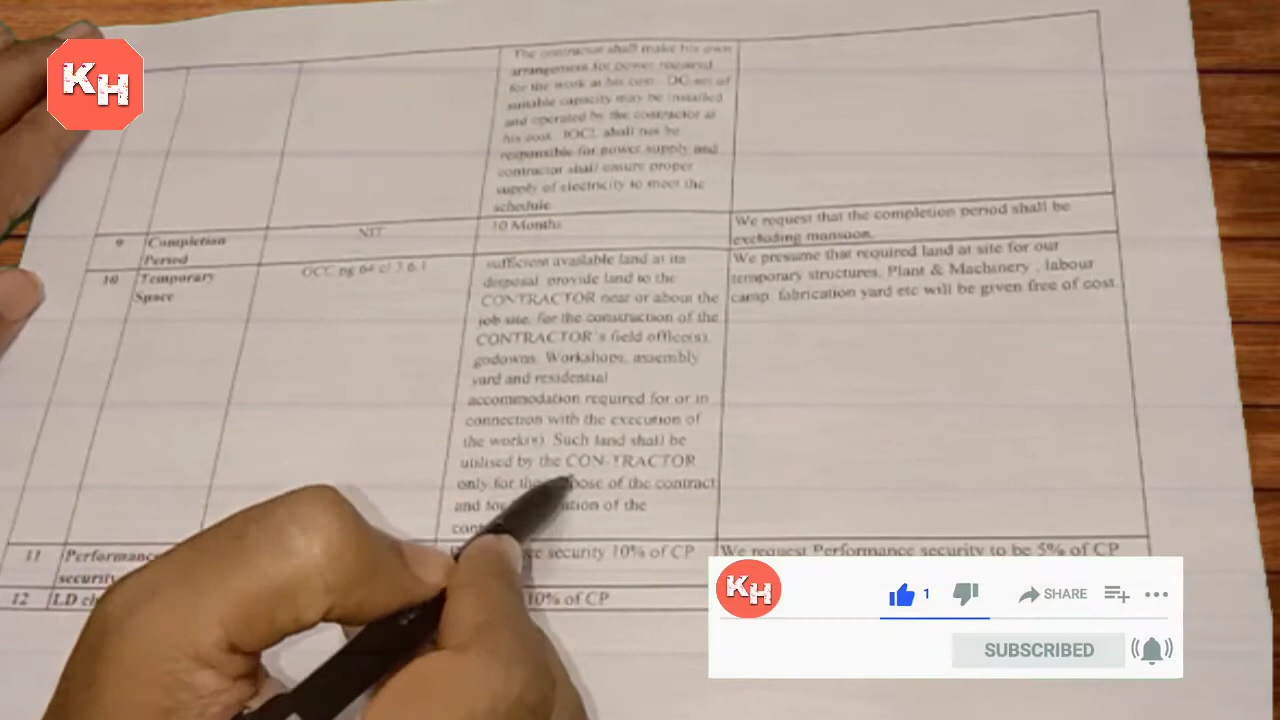 KH
The contractor shall make his own
arrangement for power required
for the work at his cost. DG set of
suitable capacity may be installed
and operated by the contractor at
his cost. IOCL shall not be
responsible for power supply and
contractor shall ensure proper
supply of electricity to meet the
schedule.
9 Completion Period
NIT
10 Months
We request that the completion period shall be
excluding mansoon.
10 Temporary Space
GCC pg 64 cl 3.6.1
sufficient available land at its
disposal, provide land to the
CONTRACTOR near or about the
job site, for the construction of the
CONTRACTOR's field office(s),
godowns, Workshops, assembly
yard and residential
accommodation required for or in
connection with the execution of
the work(s). Such land shall be
utilised by the CON-TRACTOR
only for the purpose of the contract
and for the
We presume that required land at site for our
temporary structures, Plant & Machinery , labour
camp, fabrication yard etc will be given free of cost.
11 Performance security
security 10% of CP
We request Performance security to be 5% of CP
12 LD
10% of CP
KH
1
SHARE
SUBSCRIBED